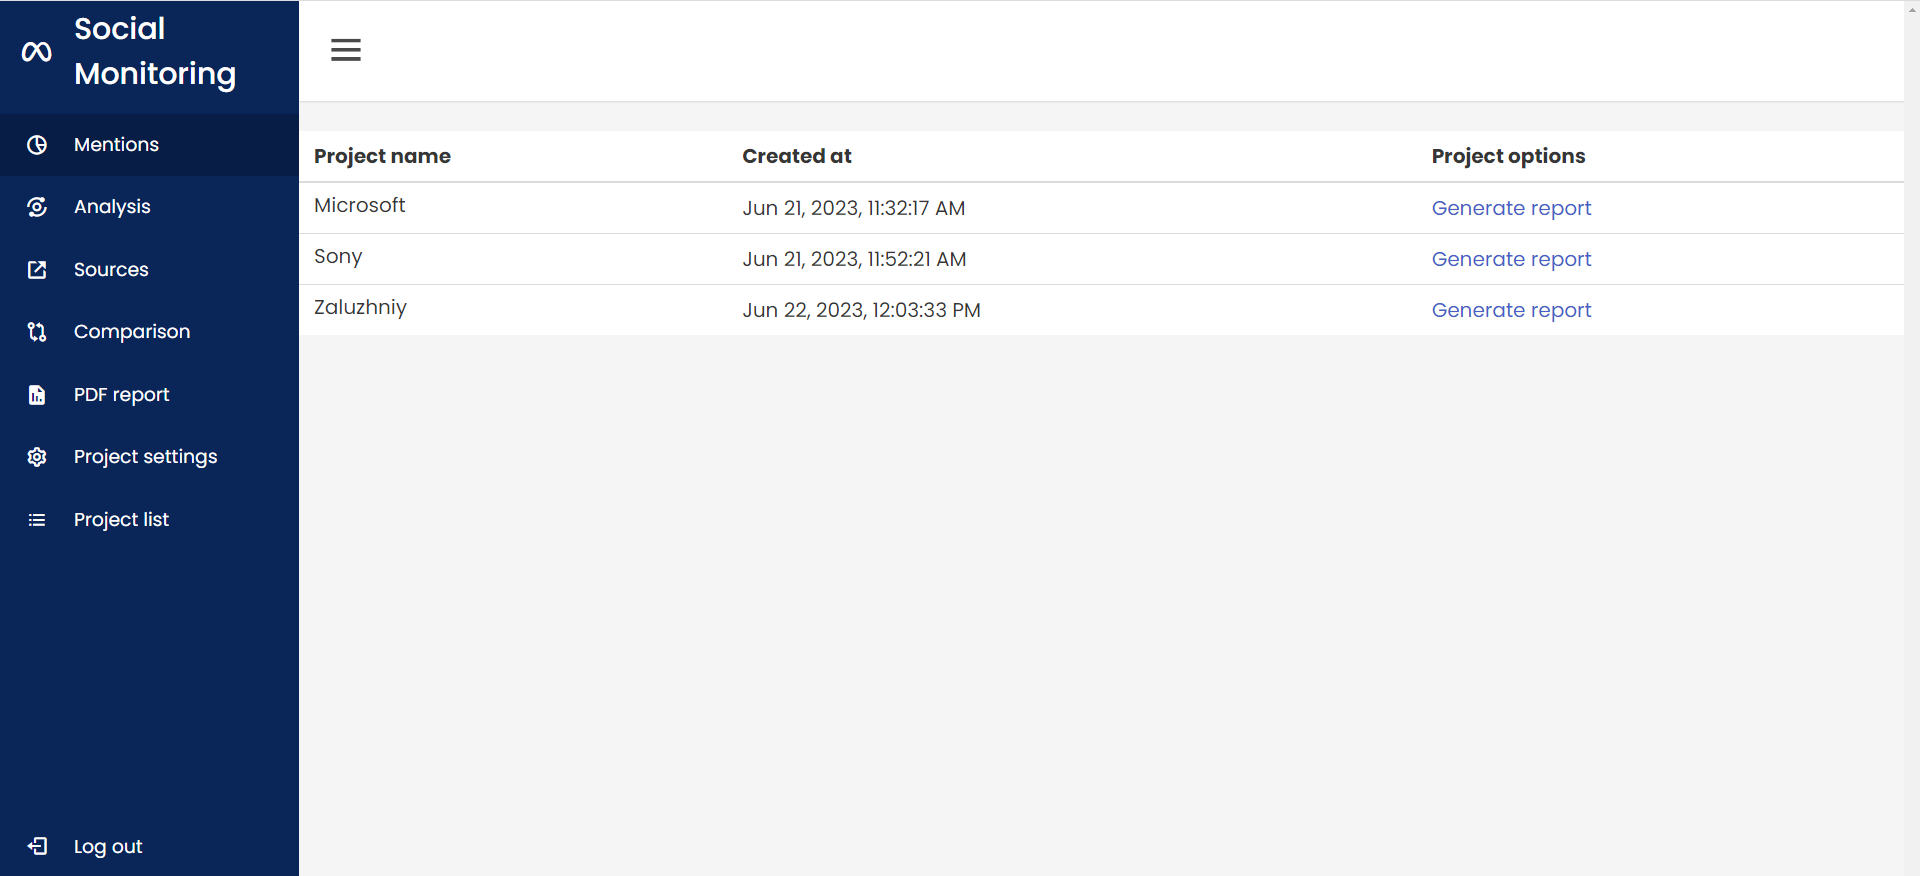 Social
Monitoring
Mentions
Analysis
Sources
Comparison
PDF report
Project settings
Project list
Log out
Project name Created at Project options
Microsoft Jun 21, 2023, 11:32:17 AM Generate report
Sony Jun 21, 2023, 11:52:21 AM Generate report
Zaluzhniy Jun 22, 2023, 12:03:33 PM Generate report